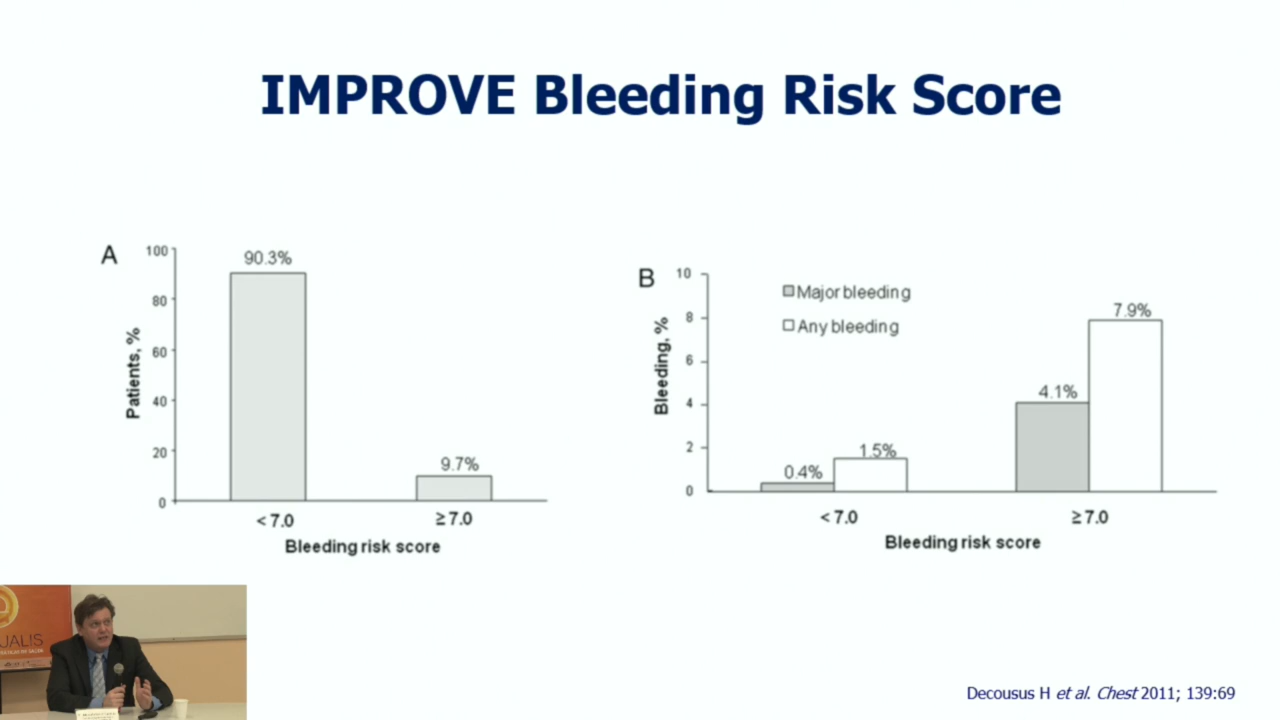 IMPROVE Bleeding Risk Score
A
100
80
60
40
20
0
Patients, %
90.3%
9.7%
< 7.0
≥ 7.0
Bleeding risk score
B
10
8
6
4
2
0
Bleeding, %
Major bleeding
Any bleeding
0.4%
1.5%
4.1%
7.9%
< 7.0
≥ 7.0
Bleeding risk score
JALIS
Decousus H et al. Chest 2011; 139:69